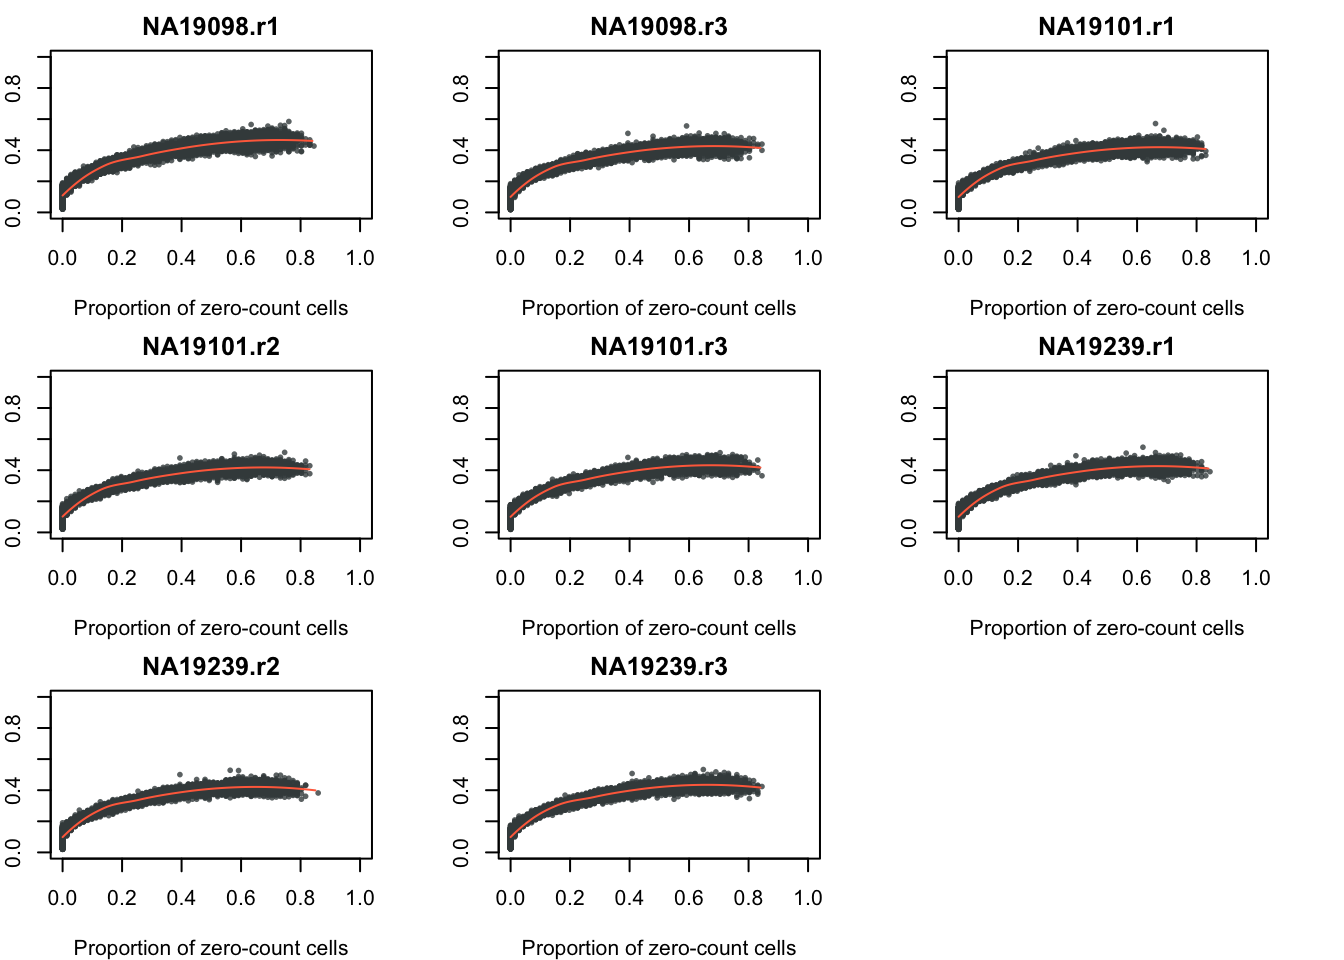 NA19098.r1 NA19098.r3 NA19101.r1
0.8 0.8 0.8
0.4 0.4 0.4
0.0 0.0 0.0
0.0 0.2 0.4 0.6 0.8 1.0 0.0 0.2 0.4 0.6 0.8 1.0 0.0 0.2 0.4 0.6 0.8 1.0
Proportion of zero-count cells Proportion of zero-count cells Proportion of zero-count cells
NA19101.r2 NA19101.r3 NA19239.r1
0.8 0.8 0.8
0.4 0.4 0.4
0.0 0.0 0.0
0.0 0.2 0.4 0.6 0.8 1.0 0.0 0.2 0.4 0.6 0.8 1.0 0.0 0.2 0.4 0.6 0.8 1.0
Proportion of zero-count cells Proportion of zero-count cells Proportion of zero-count cells
NA19239.r2 NA19239.r3
0.8 0.8
0.4 0.4
0.0 0.0
0.0 0.2 0.4 0.6 0.8 1.0 0.0 0.2 0.4 0.6 0.8 1.0
Proportion of zero-count cells Proportion of zero-count cells